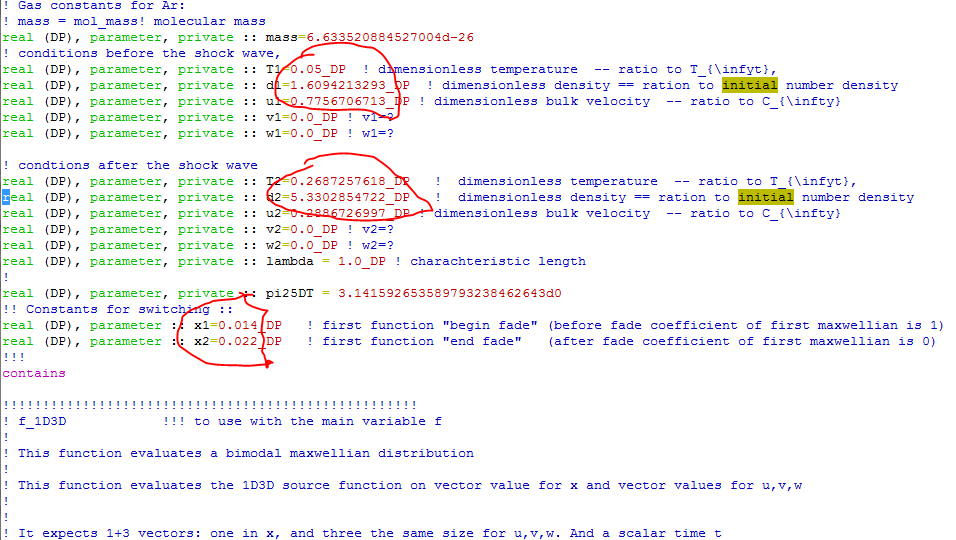 ! Gas constants for Ar:
! mass = mol_mass! molecular mass
real (DP), parameter, private :: mass=6.633520884527004d-26
! conditions before the shock wave,
real (DP), parameter, private :: T1=0.05_DP ! dimensionless temperature -- ratio to T_{\infyt},
real (DP), parameter, private :: d1=1.6094213293_DP ! dimensionless density == ration to initial number density
real (DP), parameter, private :: u1=0.7756706713_DP ! dimensionless bulk velocity -- ratio to C_{\infty}
real (DP), parameter, private :: v1=0.0_DP ! v1=?
real (DP), parameter, private :: w1=0.0_DP ! w1=?
! condtions after the shock wave
real (DP), parameter, private :: T2=0.2687257618_DP ! dimensionless temperature -- ratio to T_{\infyt},
real (DP), parameter, private :: d2=5.3302854722_DP ! dimensionless density == ration to initial number density
real (DP), parameter, private :: u2=0.2886726997_DP ! dimensionless bulk velocity -- ratio to C_{\infty}
real (DP), parameter, private :: v2=0.0_DP ! v2=?
real (DP), parameter, private :: w2=0.0_DP ! w2=?
real (DP), parameter, private :: lambda = 1.0_DP ! charachteristic length
!
real (DP), parameter, private :: pi25DT = 3.141592653589793238462643d0
!! Constants for switching ::
real (DP), parameter :: x1=0.014_DP ! first function "begin fade" (before fade coefficient of first maxwellian is 1)
real (DP), parameter :: x2=0.022_DP ! first function "end fade" (after fade coefficient of first maxwellian is 0)
!!!
contains
!!!!!!!!!!!!!!!!!!!!!!!!!!!!!!!!!!!!!!!!!!!!!!!!!!!!
! f_1D3D !!! to use with the main variable f
!
! This function evaluates a bimodal maxwellian distribution
!
! This function evaluates the 1D3D source function on vector value for x and vector values for u,v,w
!
!
! It expects 1+3 vectors: one in x, and three the same size for u,v,w. And a scalar time t